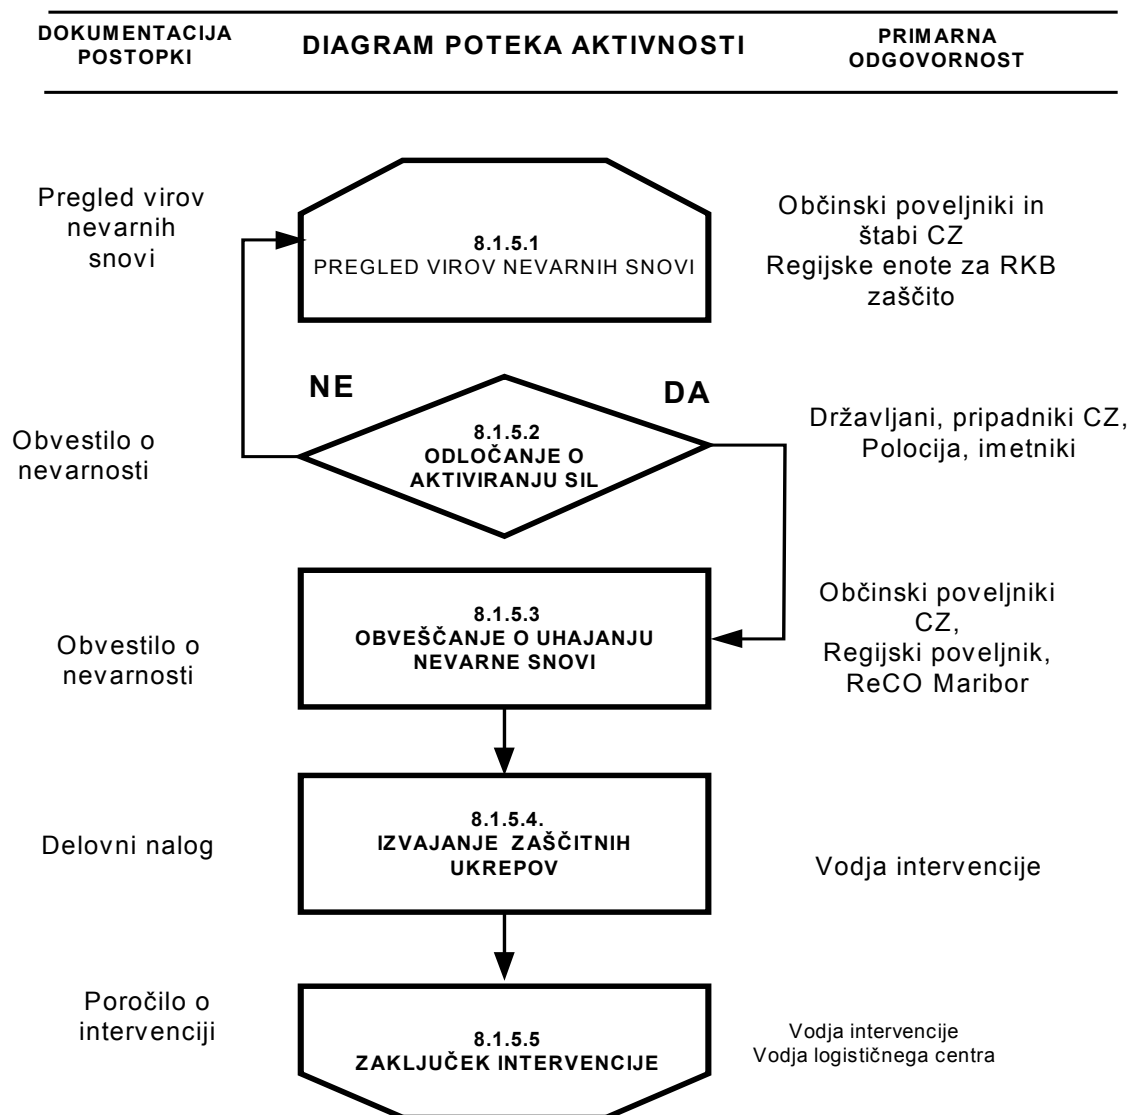 DOKUMENTACIJA
POSTOPKI
DIAGRAM POTEKA AKTIVNOSTI
PRIMARNA
ODGOVORNOST
Pregled virov
nevarnih
snovi
8.1.5.1
PREGLED VIROV NEVARNIH SNOVI
Občinski poveljniki in
štabi CZ
Regijske enote za RKB
zaščito
NE
DA
Obvestilo o
nevarnosti
8.1.5.2
ODLOČANJE O
AKTIVIRANJU SIL
Državljani, pripadniki CZ,
Polocija, imetniki
Obvestilo o
nevarnosti
8.1.5.3
OBVEŠČANJE O UHAJANJU
NEVARNE SNOVI
Občinski poveljniki
CZ,
Regijski poveljnik,
ReCO Maribor
Delovni nalog
8.1.5.4.
IZVAJANJE ZAŠČITNIH
UKREPOV
Vodja intervencije
Poročilo o
intervenciji
8.1.5.5
ZAKLJUČEK INTERVENCIJE
Vodja intervencije
Vodja logističnega centra